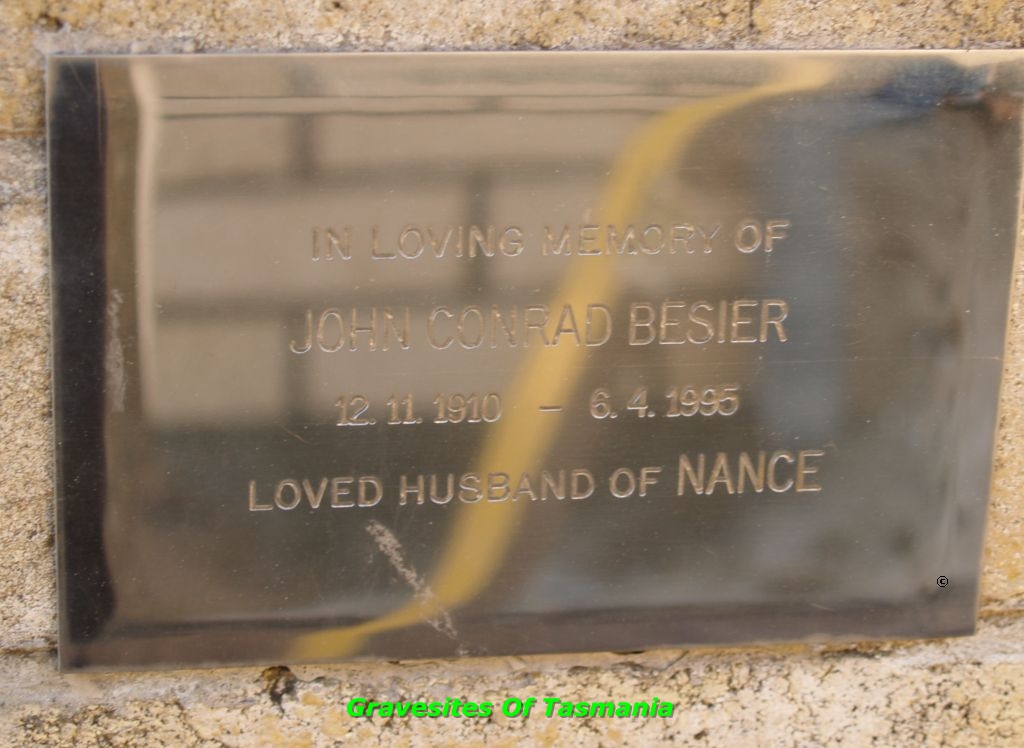 IN LOVING MEMORY OF
JOHN CONRAD BESIER
12. 11. 1910 – 6. 4. 1995
LOVED HUSBAND OF NANCE
©
Gravesites Of Tasmania